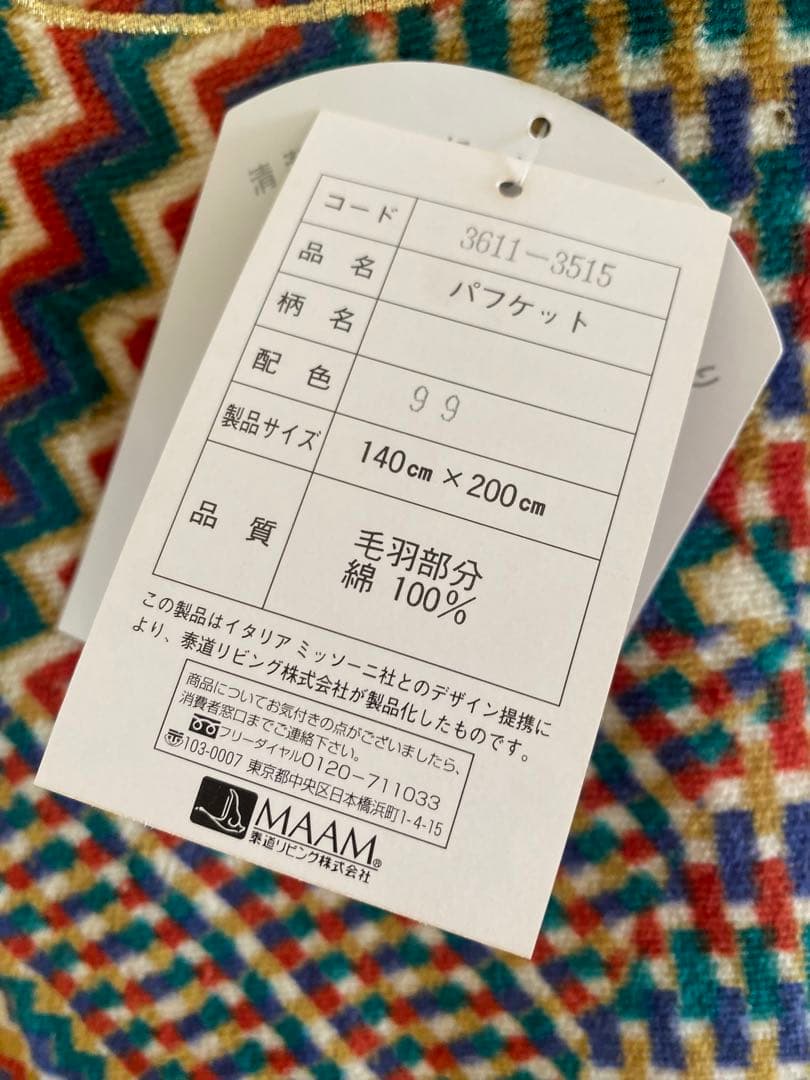 コード 3611-3515
品名 パフケット
柄名
配色 99
製品サイズ 140cm×200cm
品質 毛羽部分
綿 100%
この製品はイタリア ミッソーニ社とのデザイン提携に
より、泰道リビング株式会社が製品化したものです。
商品についてお気付きの点がございましたら、
消費者窓口までご連絡下さい。
フリーダイヤル0120-711033
〒103-0007 東京都中央区日本橋浜町1-4-15
MAAM®
泰道リビング株式会社
清